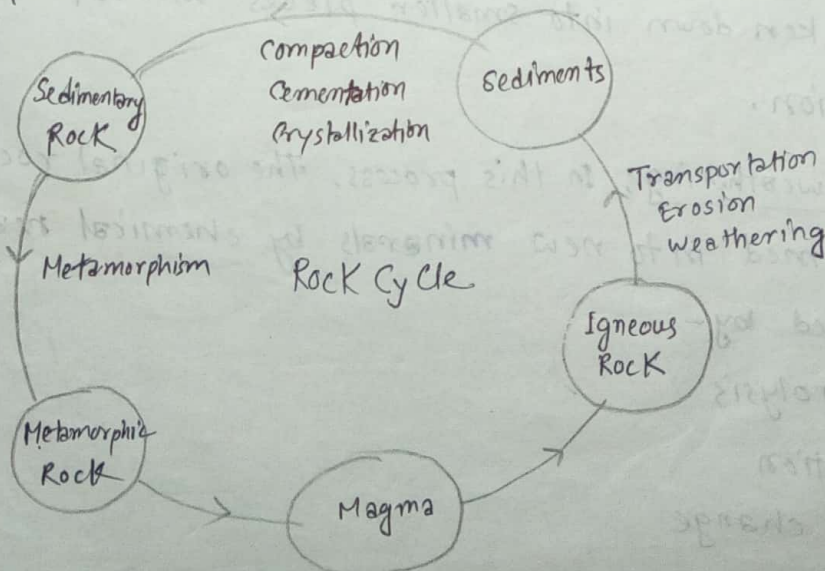 Compaction
Cementation
Crystallization
Sediments
Sedimentary
Rock
Transportation
Erosion
Weathering
Metamorphism
Rock Cycle
Igneous
Rock
Metamorphic
Rock
Magma